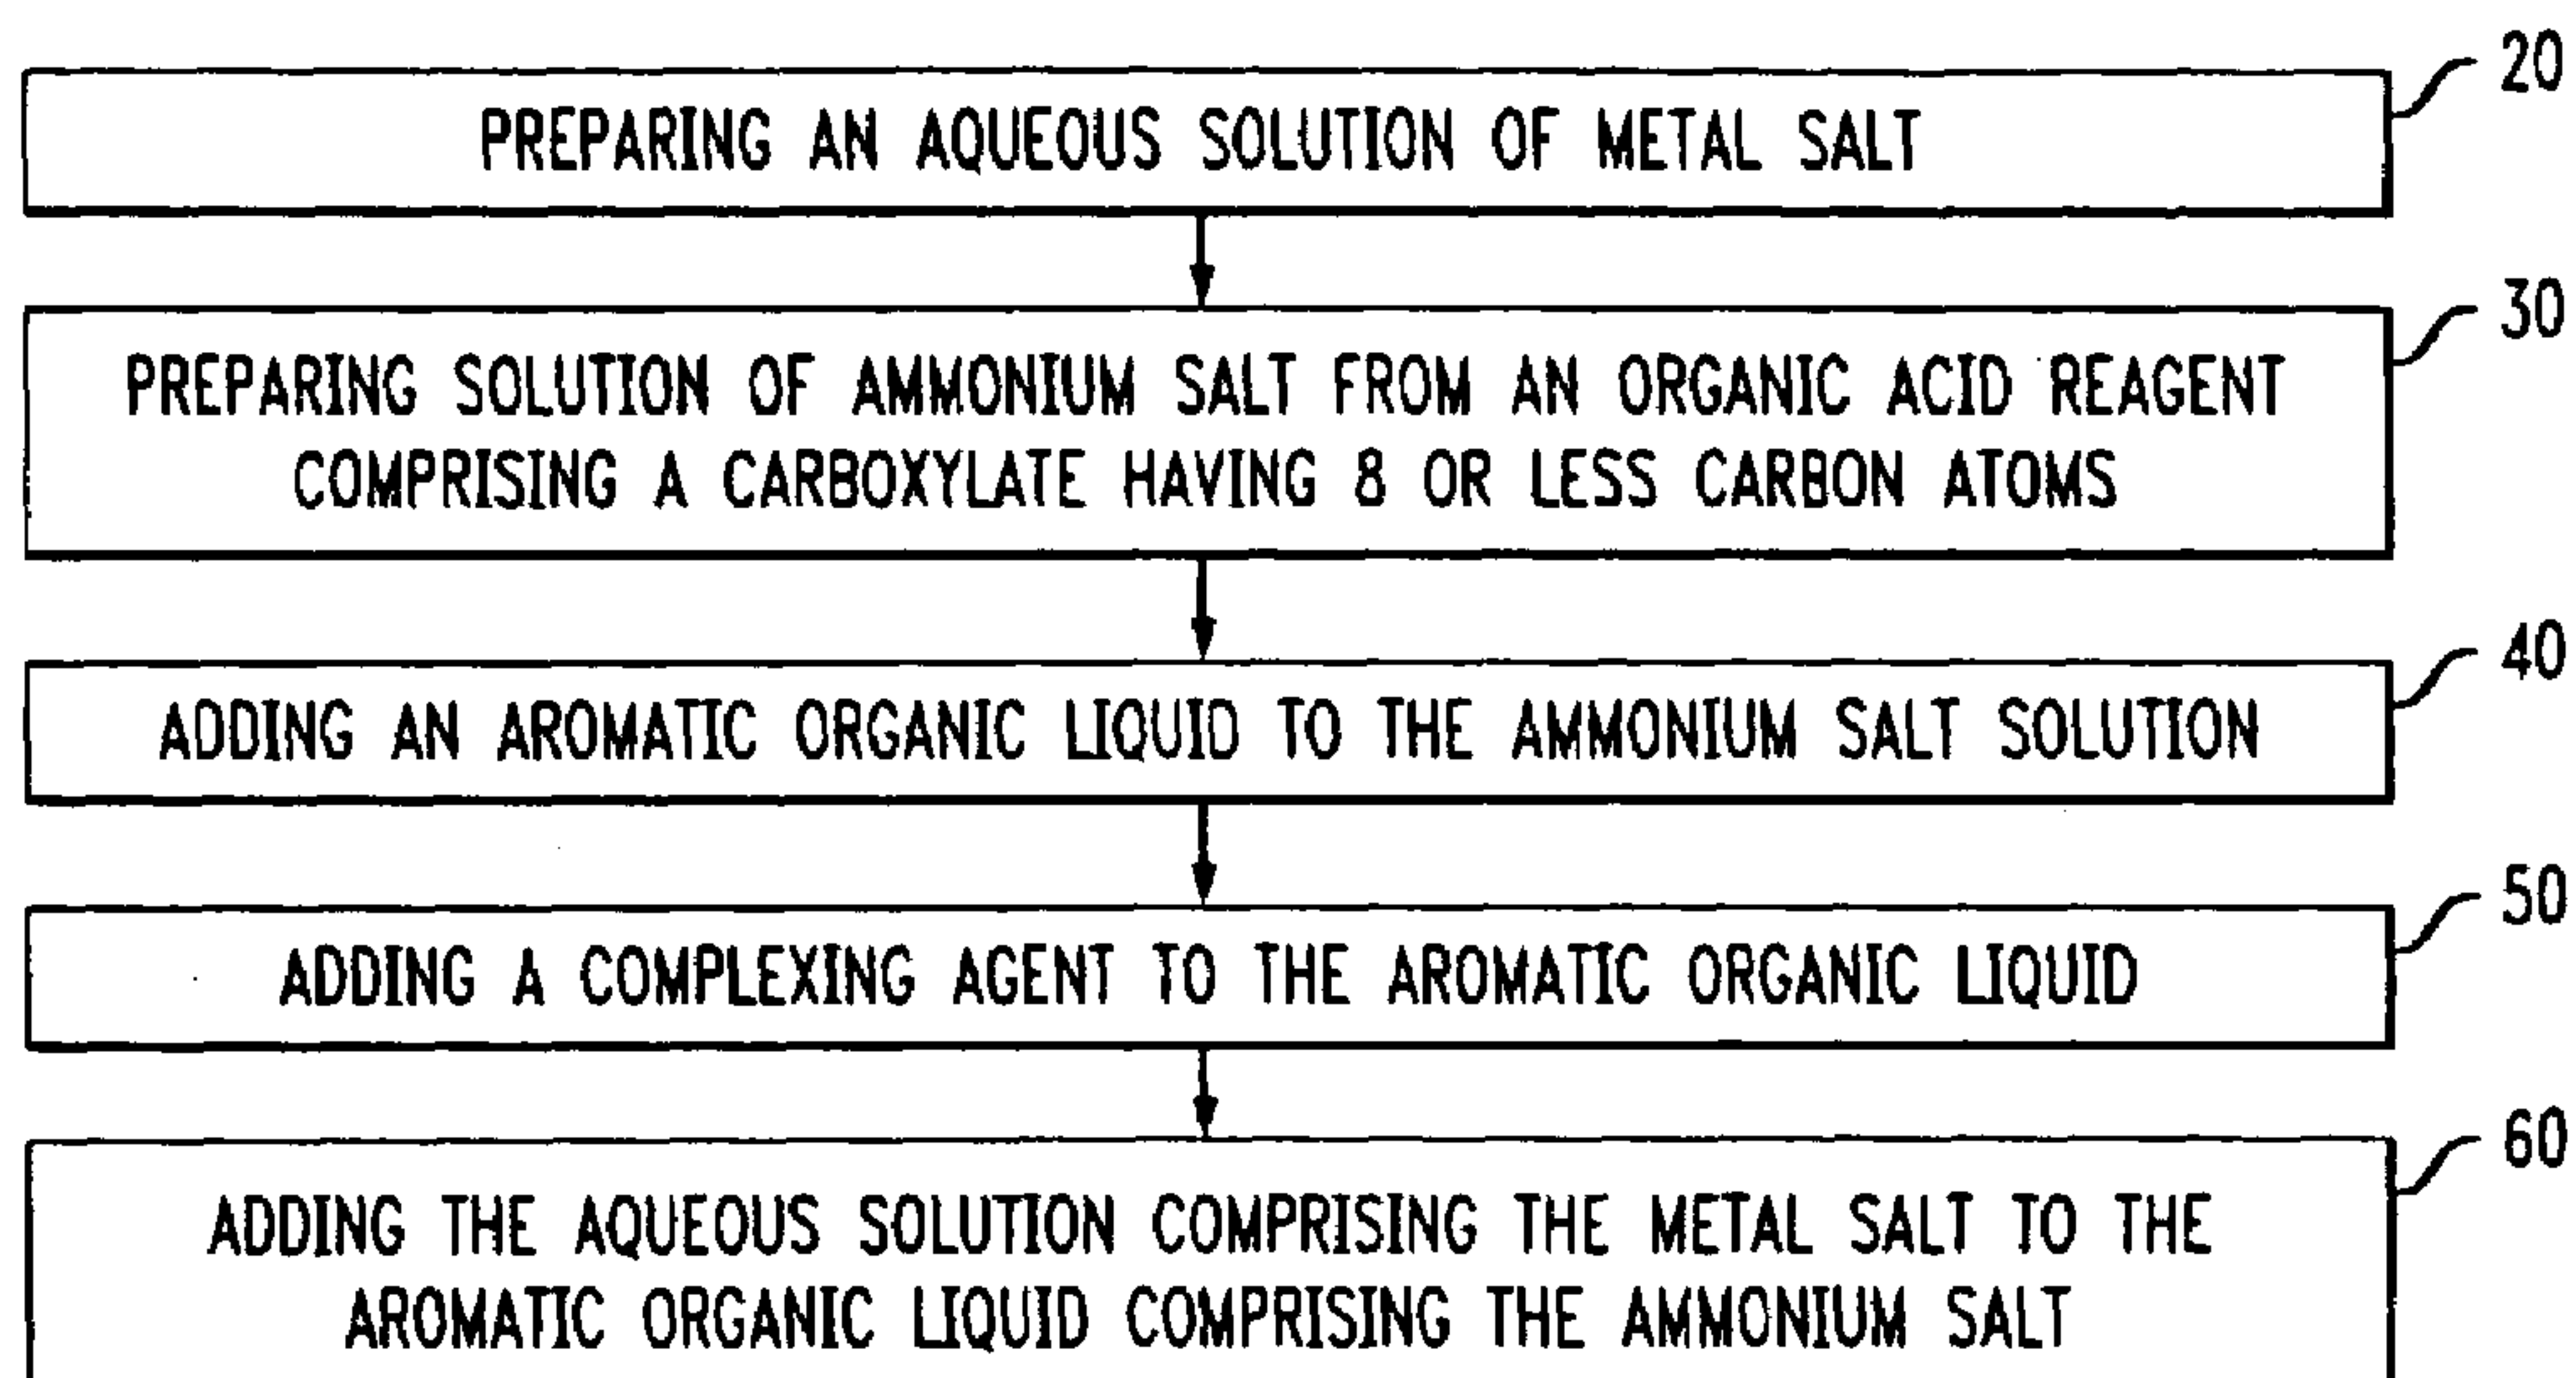 20
PREPARING AN AQUEOUS SOLUTION OF METAL SALT
30
PREPARING SOLUTION OF AMMONIUM SALT FROM AN ORGANIC ACID REAGENT
COMPRISING A CARBOXYLATE HAVING 8 OR LESS CARBON ATOMS
40
ADDING AN AROMATIC ORGANIC LIQUID TO THE AMMONIUM SALT SOLUTION
50
ADDING A COMPLEXING AGENT TO THE AROMATIC ORGANIC LIQUID
60
ADDING THE AQUEOUS SOLUTION COMPRISING THE METAL SALT TO THE
AROMATIC ORGANIC LIQUID COMPRISING THE AMMONIUM SALT